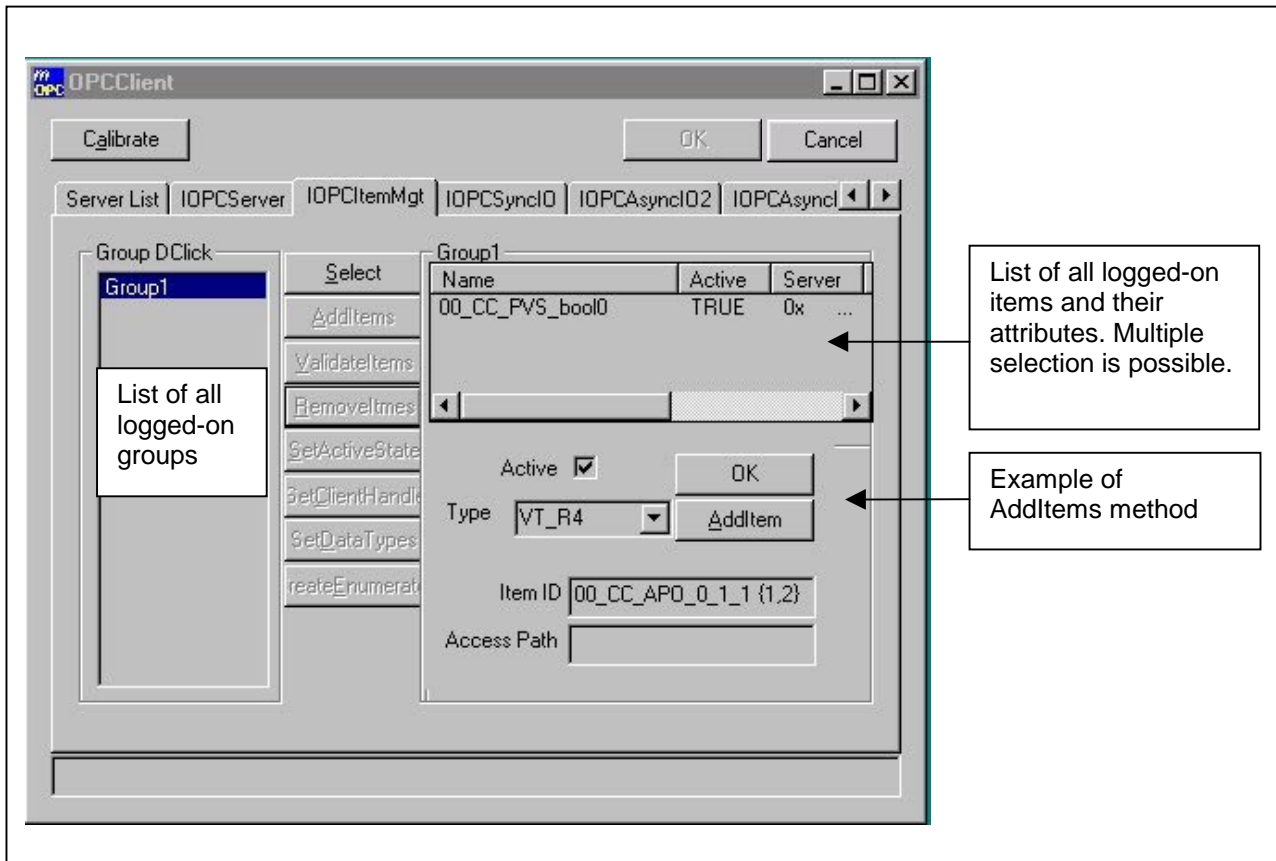 m
OPC OPCClient
Calibrate OK Cancel
Server List IOPCServer IOPCItemMgt IOPCSyncIO IOPCAsyncIO2 IOPCAsyncI
Group DClick
Group1
List of all
logged-on
groups
Select
AddItems
ValidateItems
RemoveItmes
SetActiveState
SetClientHandle
SetDataTypes
reateEnumerato
Group1
Name Active Server
00_CC_PVS_bool0 TRUE 0x ...
Active OK
Type VT_R4 AddItem
Item ID 00_CC_APO_0_1_1 {1,2}
Access Path
List of all logged-on
items and their
attributes. Multiple
selection is possible.
Example of
AddItems method